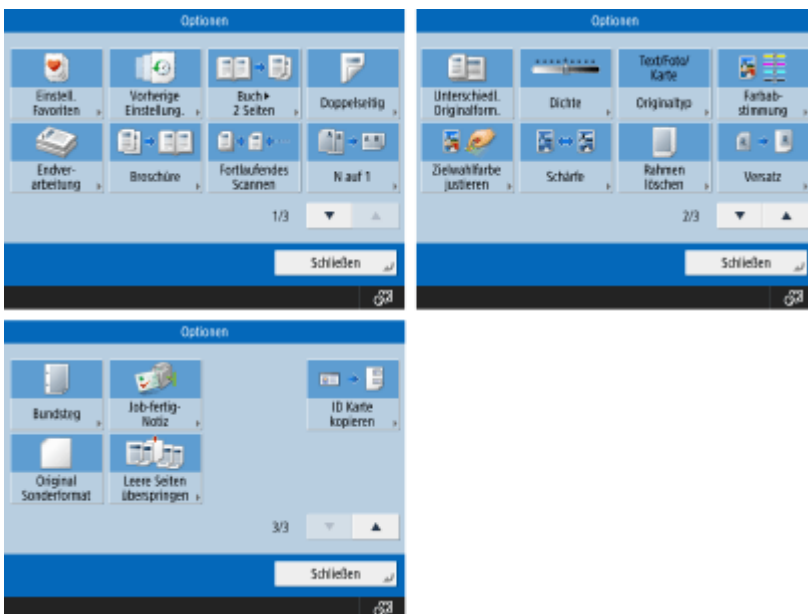 Optionen
Einstell.
Favoriten
Vorherige
Einstellung.
Buch▸
2 Seiten
Doppelseitig
Endver-
arbeitung
Broschüre
Fortlaufendes
Scannen
N auf 1
1/3
Schließen
Optionen
Unterschiedl.
Originalform.
Dichte
Text/Foto/
Karte
Originaltyp
Farbab-
stimmung
Zielwahlfarbe
justieren
Schärfe
Rahmen
löschen
Versatz
2/3
Schließen
Optionen
Bundsteg
Job-fertig-
Notiz
ID Karte
kopieren
Original
Sonderformat
Leere Seiten
überspringen
3/3
Schließen